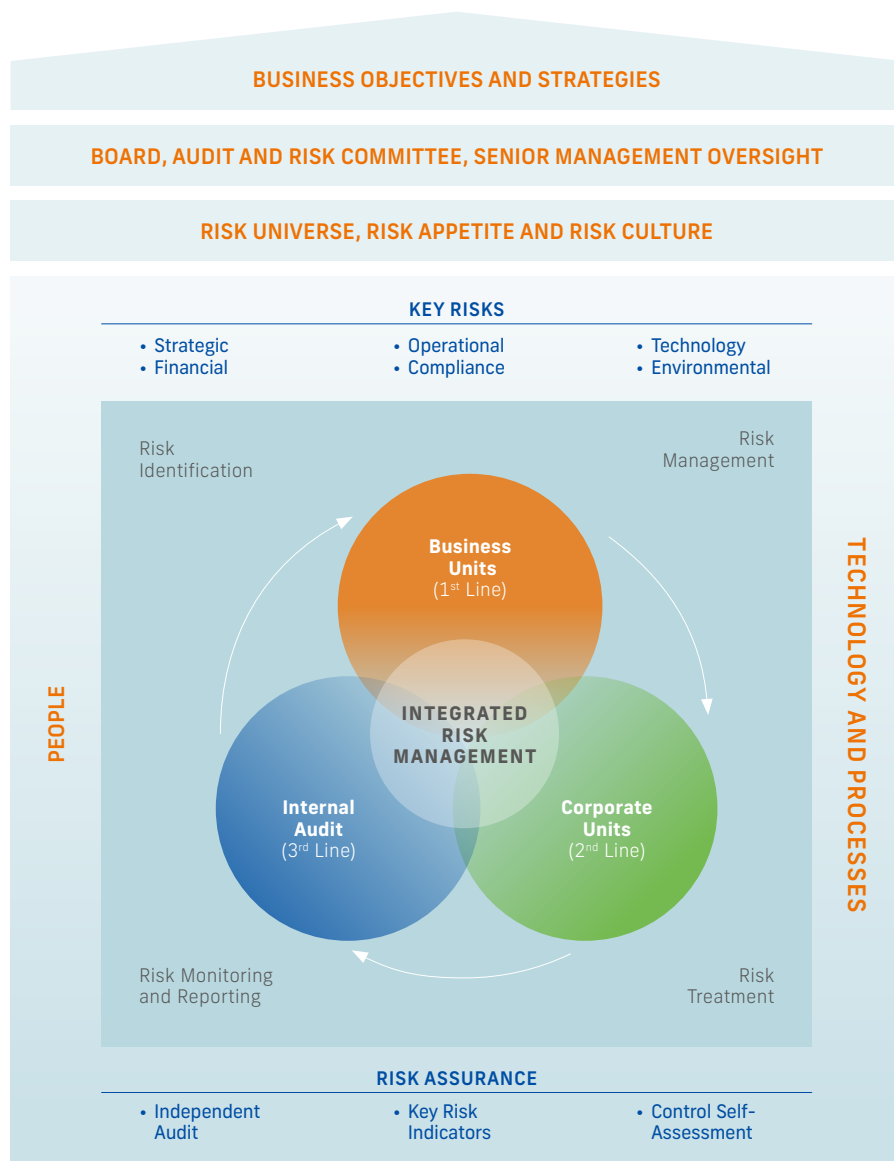 BUSINESS OBJECTIVES AND STRATEGIES
BOARD, AUDIT AND RISK COMMITTEE, SENIOR MANAGEMENT OVERSIGHT
RISK UNIVERSE, RISK APPETITE AND RISK CULTURE
KEY RISKS
• Strategic
• Financial
• Operational
• Compliance
• Technology
• Environmental
Risk
Identification
Risk
Management
Business
Units
(1st Line)
PEOPLE
TECHNOLOGY AND PROCESSES
INTEGRATED
RISK
MANAGEMENT
Internal
Audit
(3rd Line)
Corporate
Units
(2nd Line)
Risk Monitoring
and Reporting
Risk
Treatment
RISK ASSURANCE
• Independent
Audit
• Key Risk
Indicators
• Control Self-
Assessment